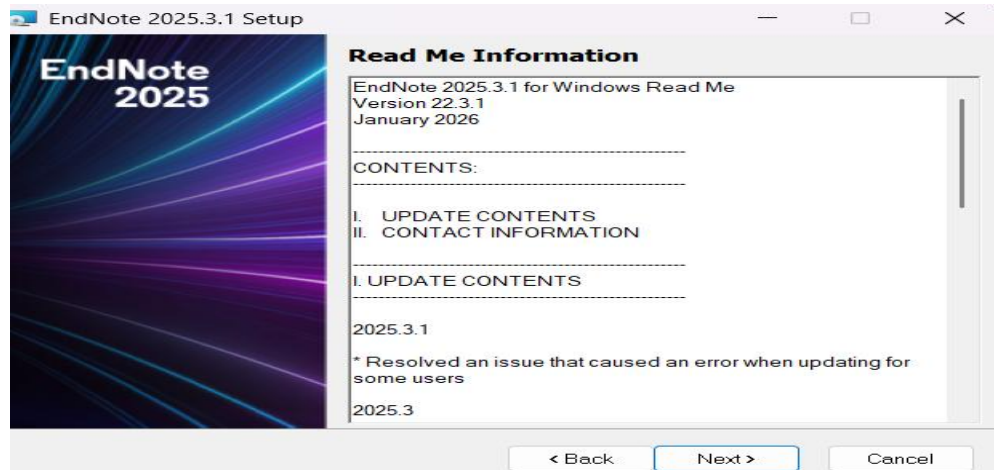 EndNote 2025.3.1 Setup
EndNote
2025
Read Me Information
EndNote 2025.3.1 for Windows Read Me
Version 22.3.1
January 2026
------------------------------------------------------------
CONTENTS:
------------------------------------------------------------
I. UPDATE CONTENTS
II. CONTACT INFORMATION
------------------------------------------------------------
I. UPDATE CONTENTS
------------------------------------------------------------
2025.3.1
* Resolved an issue that caused an error when updating for
some users
2025.3
< Back
Next >
Cancel